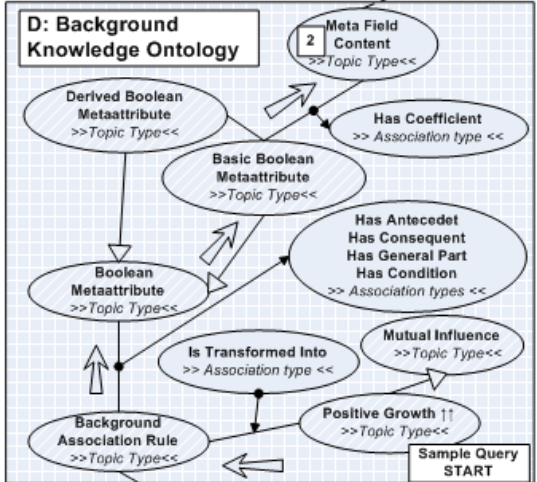 D: Background
Knowledge Ontology
Meta Field
2
Content
>>Topic Type<<
Derived Boolean
Metaattribute
>>Topic Type<<
Has Coefficient
>> Association type <<
Basic Boolean
Metaattribute
>>Topic Type<<
Has Antecedet
Has Consequent
Has General Part
Has Condition
>> Association types <<
Boolean
Metaattribute
>>Topic Type<<
Mutual Influence
>>Topic Type<<
Is Transformed Into
>> Association type <<
Background
Association Rule
>>Topic Type<<
Positive Growth ↑↑
>>Topic Type<<
Sample Query
START